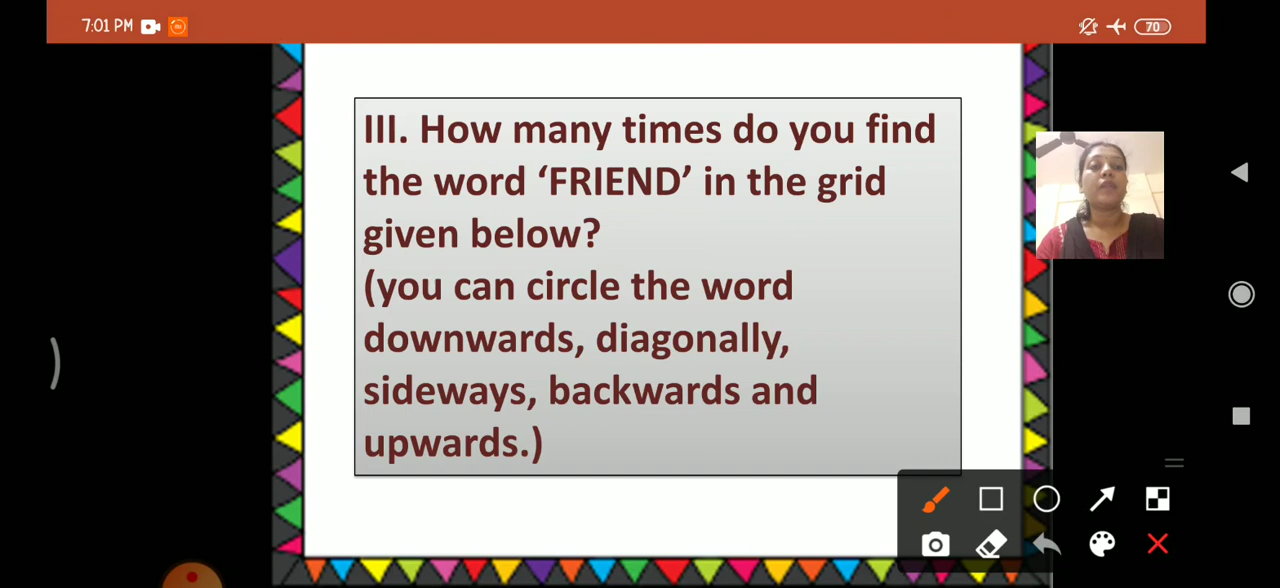 7:01 PM
70
III. How many times do you find
the word ‘FRIEND’ in the grid
given below?
(you can circle the word
downwards, diagonally,
sideways, backwards and
upwards.)